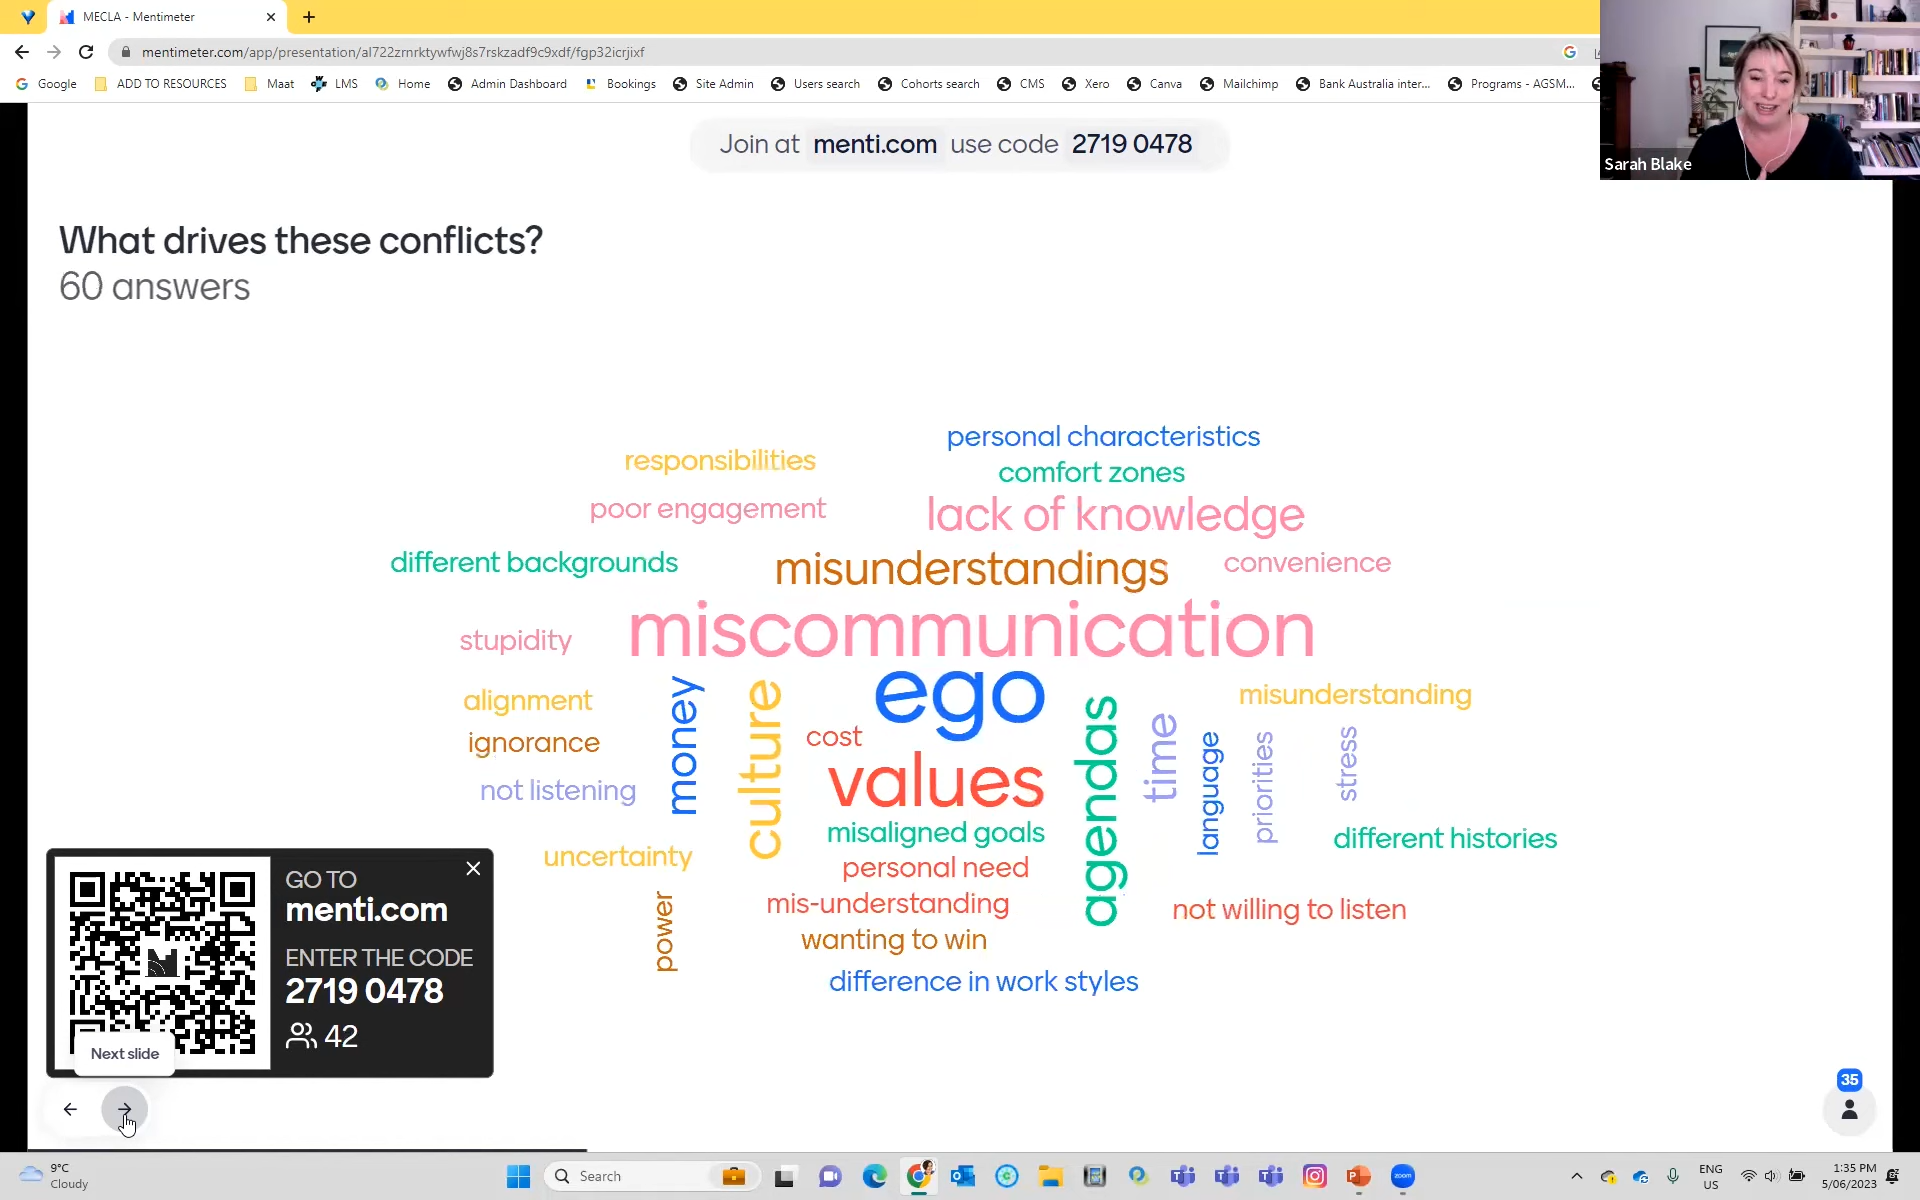 MECLA - Mentimeter
mentimeter.com/app/presentation/al722zrnrktywfwj8s7rskzadf9c9xdf/fgp32icrjixf
Google ADD TO RESOURCES Maat LMS Home Admin Dashboard Bookings Site Admin Users search Cohorts search CMS Xero Canva Mailchimp Bank Australia inter... Programs - AGSM...
Sarah Blake
Join at menti.com use code 2719 0478
What drives these conflicts?
60 answers
personal characteristics
responsibilities
comfort zones
poor engagement
lack of knowledge
different backgrounds
misunderstandings
convenience
miscommunication
stupidity
ego
alignment
money
culture
agendas
time
misunderstanding
cost
ignorance
language
priorities
stress
values
not listening
misaligned goals
different histories
uncertainty
personal need
mis-understanding
not willing to listen
power
wanting to win
difference in work styles
GO TO
menti.com
ENTER THE CODE
2719 0478
42
Next slide
35
9°C
Cloudy
Search
zoom
ENG
US
1:35 PM
5/06/2023